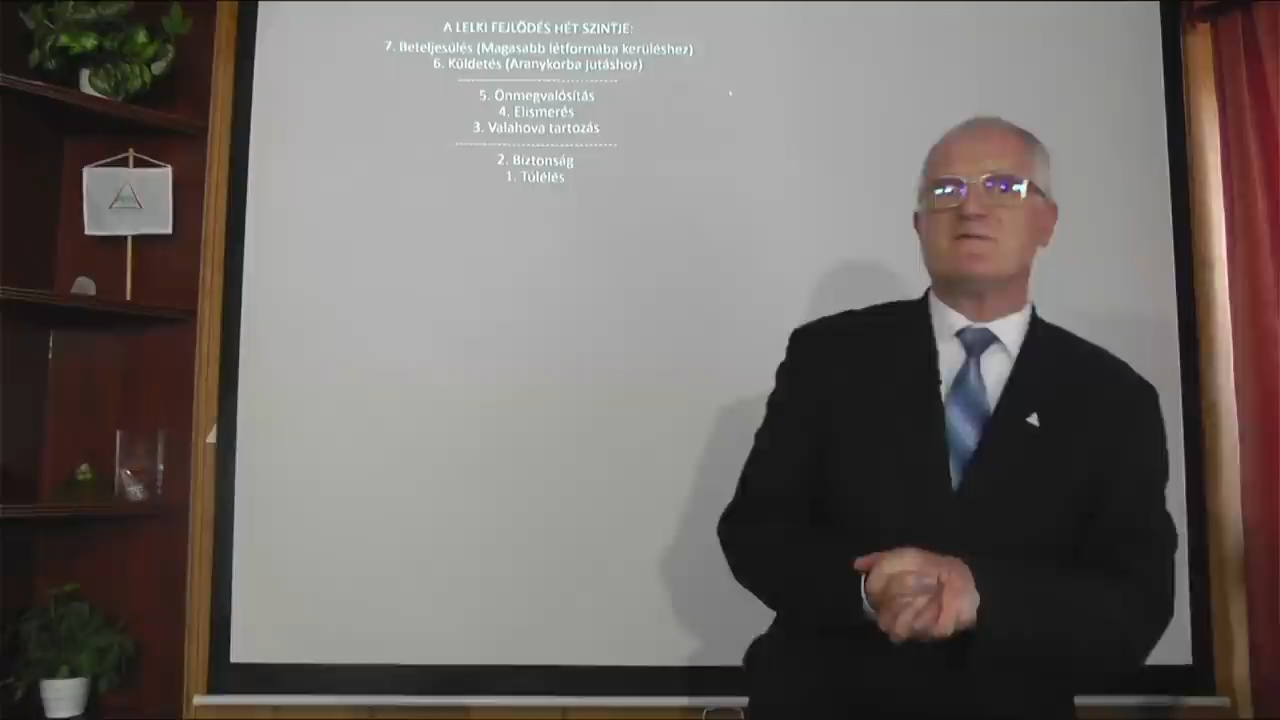 A LELKI FEJLŐDÉS HÉT SZINTJE:
7. Beteljesülés (Magasabb létformába kerüléshez)
6. Küldetés (Aranykorba jutáshoz)
5. Önmegvalósítás
4. Elismerés
3. Valahova tartozás
2. Biztonság
1. Túlélés